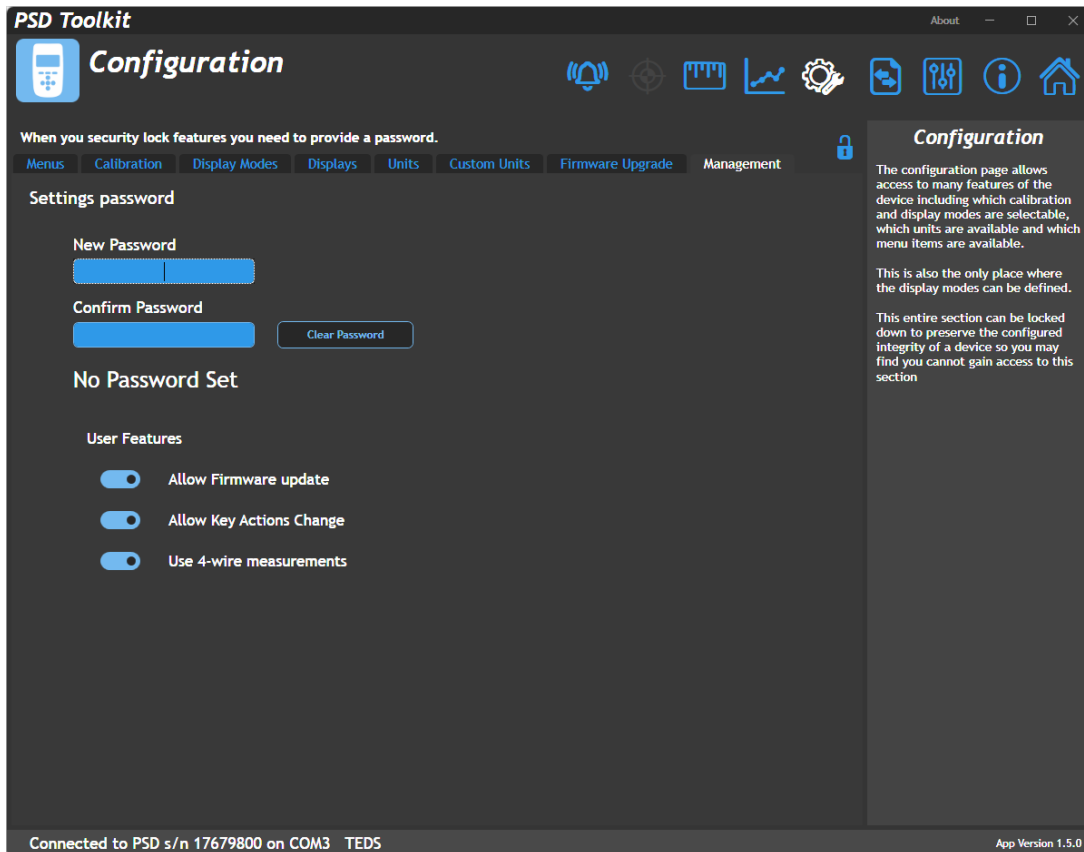 PSD Toolkit
About
Configuration
When you security lock features you need to provide a password.
Menus Calibration Display Modes Displays Units Custom Units Firmware Upgrade Management
Settings password
New Password
Confirm Password
Clear Password
No Password Set
User Features
Allow Firmware update
Allow Key Actions Change
Use 4-wire measurements
Configuration
The configuration page allows
access to many features of the
device including which calibration
and display modes are selectable,
which units are available and which
menu items are available.
This is also the only place where
the display modes can be defined.
This entire section can be locked
down to preserve the configured
integrity of a device so you may
find you cannot gain access to this
section
Connected to PSD s/n 17679800 on COM3 TEDS
App Version 1.5.0